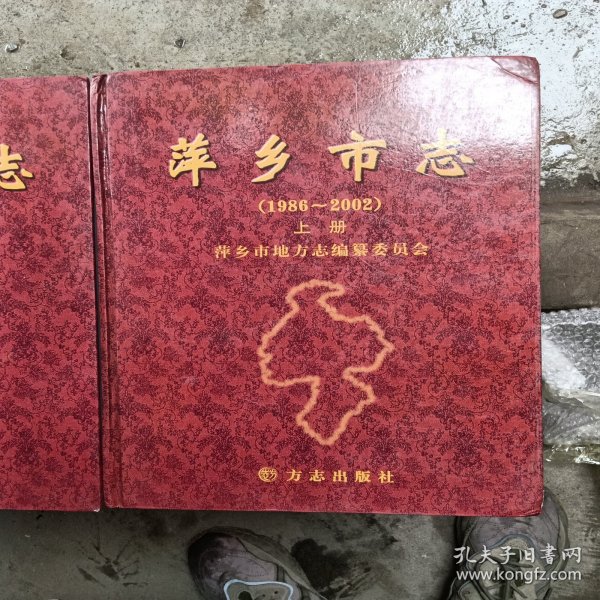 志
萍乡市志
（1986～2002）
上册
萍乡市地方志编纂委员会
方志出版社
孔夫子旧书网
www.kongfz.com